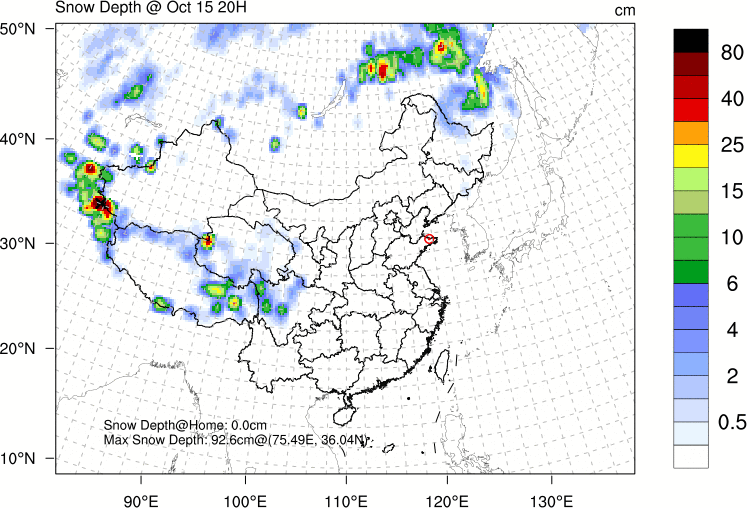 Snow Depth @ Oct 15 20H
cm
50°N
40°N
30°N
20°N
10°N
90°E
100°E
110°E
120°E
130°E
80
40
25
15
10
6
4
2
0.5
Snow Depth@Home: 0.0cm
Max Snow Depth: 92.6cm@(75.49E, 36.04N)